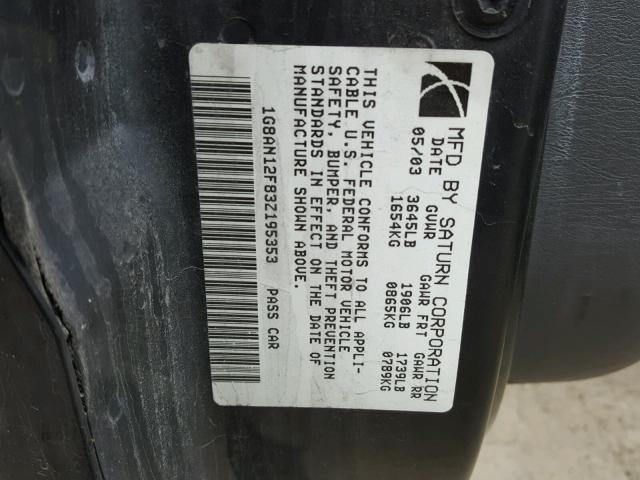 MFD BY SATURN CORPORATION
DATE GVWR GAWR FRT GAWR RR
05/03 3645LB 1906LB 1739LB
1654KG 0865KG 0789KG
THIS VEHICLE CONFORMS TO ALL APPLI-
CABLE U.S. FEDERAL MOTOR VEHICLE
SAFETY, BUMPER, AND THEFT PREVENTION
STANDARDS IN EFFECT ON THE DATE OF
MANUFACTURE SHOWN ABOVE.
1G8AN12F83Z195353 PASS CAR